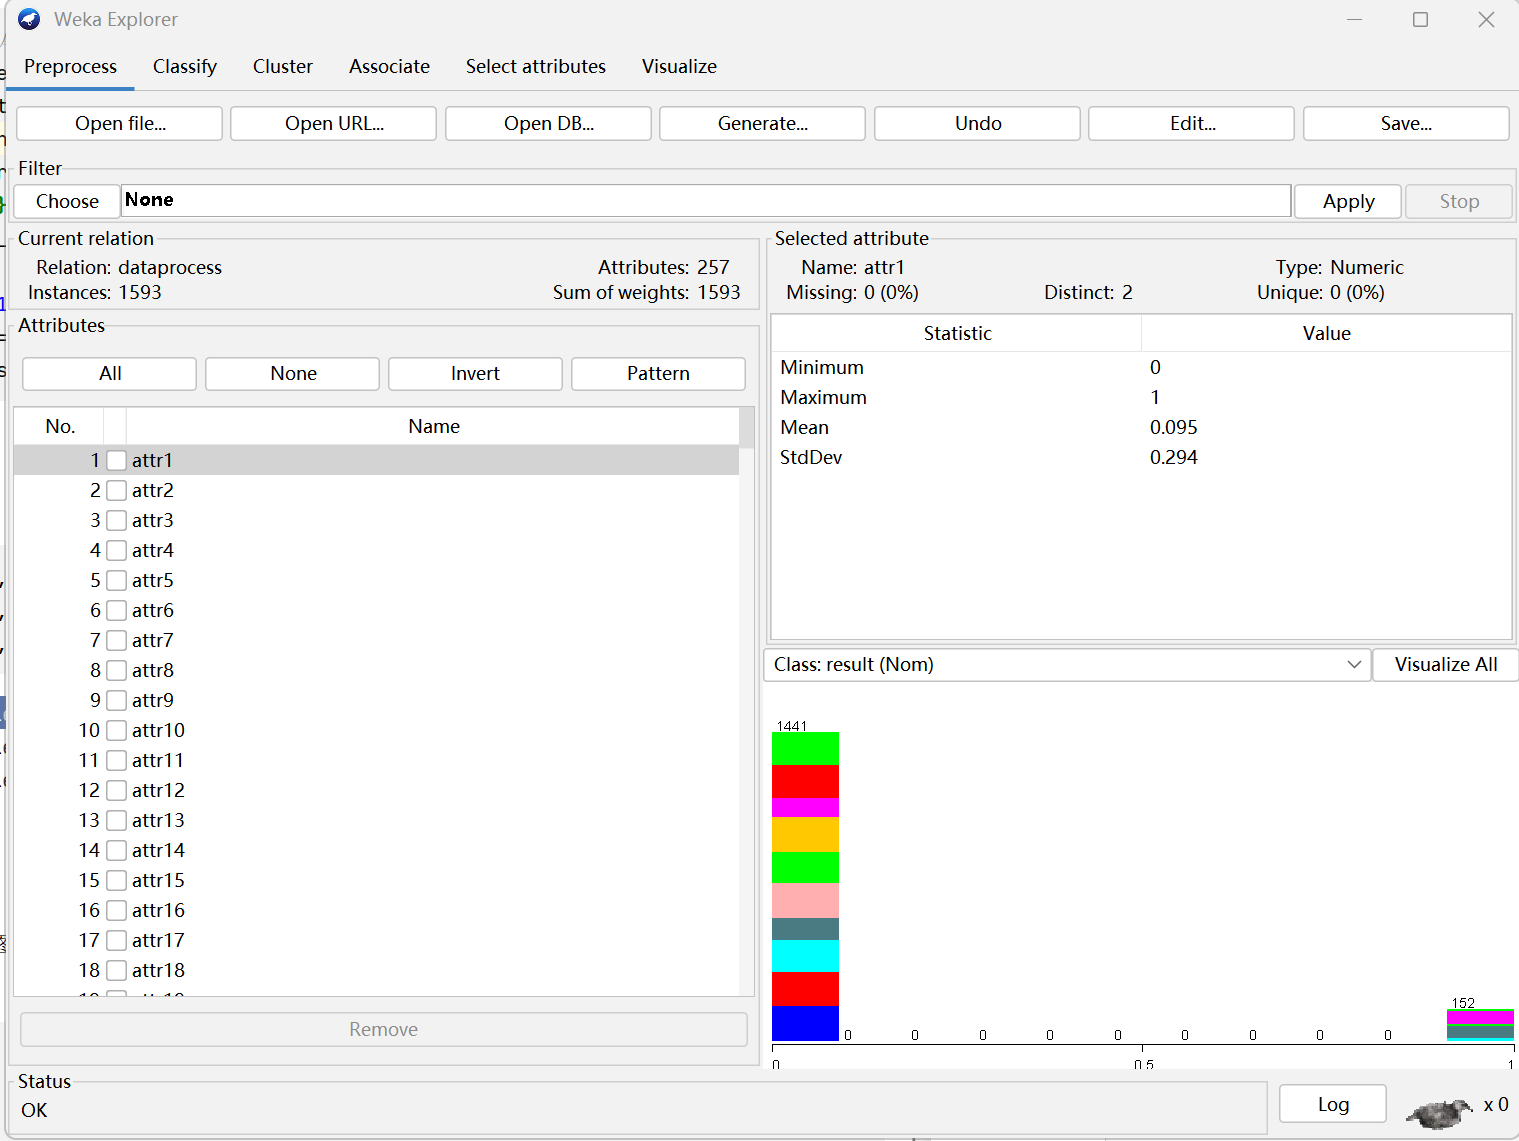 Weka Explorer
Preprocess Classify Cluster Associate Select attributes Visualize
Open file... Open URL... Open DB... Generate... Undo Edit... Save...
Filter
Choose None Apply Stop
Current relation
Relation: dataprocess Attributes: 257
Instances: 1593 Sum of weights: 1593
Attributes
All None Invert Pattern
No. Name
1 attr1
2 attr2
3 attr3
4 attr4
5 attr5
6 attr6
7 attr7
8 attr8
9 attr9
10 attr10
11 attr11
12 attr12
13 attr13
14 attr14
15 attr15
16 attr16
17 attr17
18 attr18
Remove
Selected attribute
Name: attr1 Type: Numeric
Missing: 0 (0%) Distinct: 2 Unique: 0 (0%)
Statistic Value
Minimum 0
Maximum 1
Mean 0.095
StdDev 0.294
Class: result (Nom) Visualize All
1441
152
0 0 0 0 0 0 0 0 0
0 0.5 1
Status
OK
Log x 0